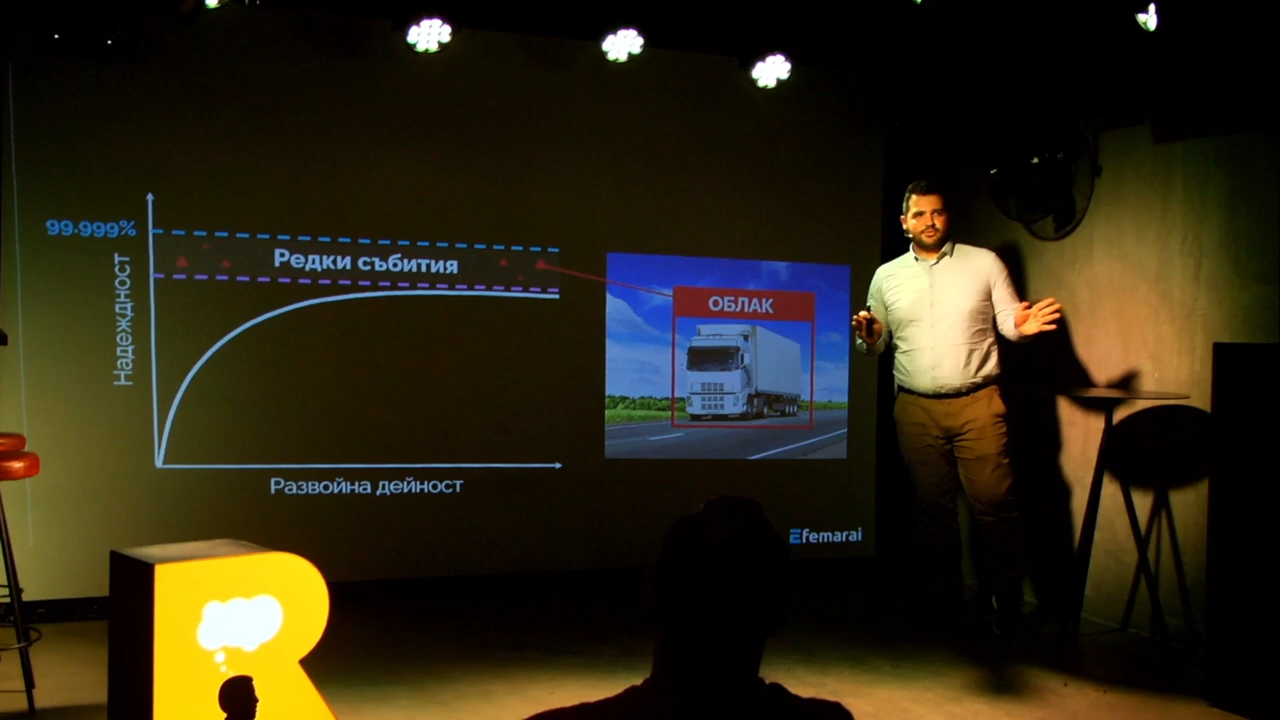 99.999%
Надеждност
Редки събития
ОБЛАК
Развойна дейност
Efemarai
R